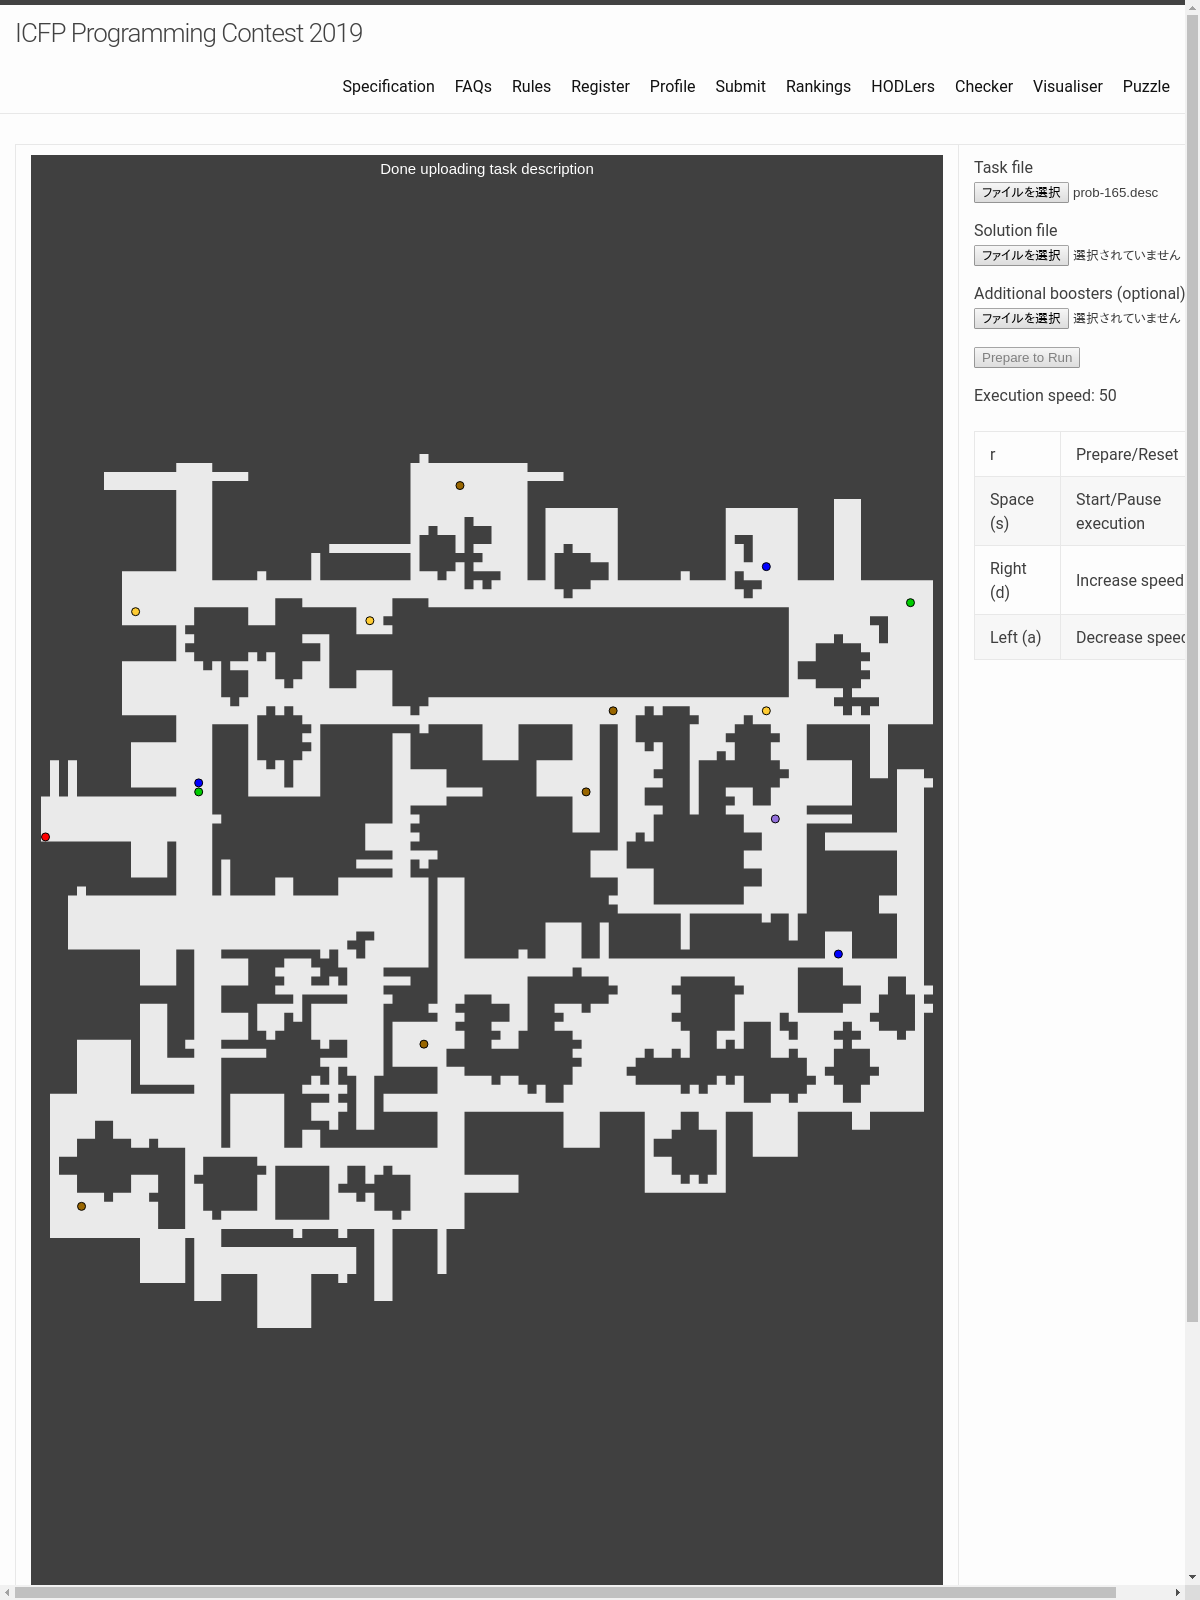 ICFP Programming Contest 2019
Specification FAQs Rules Register Profile Submit Rankings HODLers Checker Visualiser Puzzle
Done uploading task description
Task file
ファイルを選択 prob-165.desc
Solution file
ファイルを選択 選択されていません
Additional boosters (optional)
ファイルを選択 選択されていません
Prepare to Run
Execution speed: 50
r Prepare/Reset
Space (s) Start/Pause execution
Right (d) Increase speed
Left (a) Decrease speed